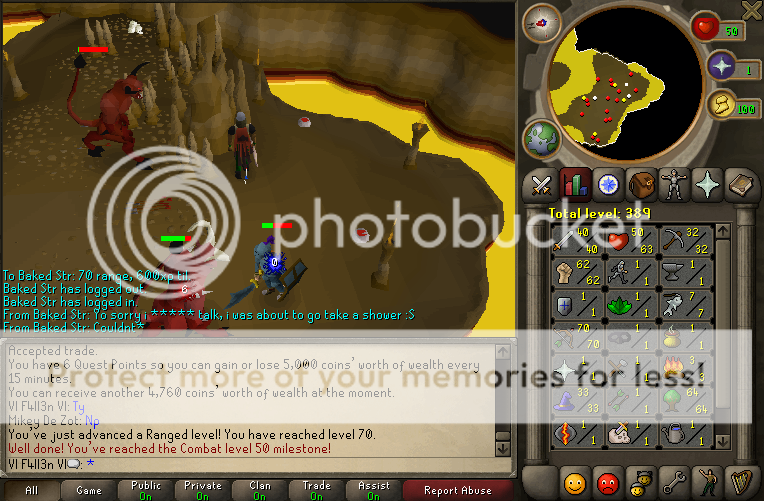 50
1
100
Total level: 389
40 40
50 63
32 32
62 62
1 1
1 1
1 1
1 1
7 7
70 70
1 1
1 1
1 1
1 1
3 3
33 33
1 1
64 64
1 1
1 1
1 1
0
6
photobucket
To Baked Str: 70 range, 600xp til
Baked Str has logged out.
Baked Str has logged in.
From Baked Str: Yo sorry i ***** talk, i was about to go take a shower :S
From Baked Str: Couldnt*
Protect more of your memories for less!
Accepted trade.
You have 6 Quest Points so you can gain or lose 5,000 coins' worth of wealth every
15 minutes.
You can receive another 4,760 coins' worth of wealth at the moment.
Vl F4ll3n Vl: Ty
Mikey De Zot: Np
You've just advanced a Ranged level! You have reached level 70.
Well done! You've reached the Combat level 50 milestone!
Vl F4ll3n Vl: *
All
Game
Public
On
Private
On
Clan
On
Trade
On
Assist
On
Report Abuse